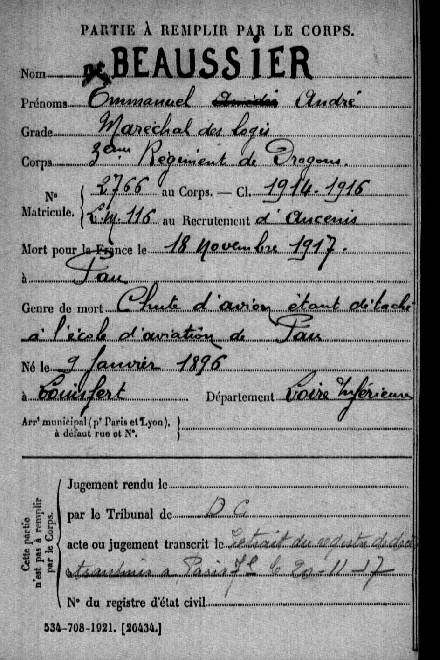 PARTIE À REMPLIR PAR LE CORPS.
Nom de BEAUSSIER
Prénoms Emmanuel Amédée André
Grade Maréchal des logis
Corps 3ème Régiment de Dragons.
N° Matricule. 2766 au Corps. — Cl. 1914-1916
L.M. 116 au Recrutement d'Ancenis
Mort pour la France le 18 Novembre 1917.
à Pau
Genre de mort Chute d'avion étant détaché
à l'école d'aviation de Pau
Né le 9 Janvier 1896
à Louisfert Département Loire Inférieure
Arrt municipal (pr Paris et Lyon),
à défaut rue et N°.
Cette partie n'est pas à remplir par le Corps.
Jugement rendu le
par le Tribunal de D C
acte ou jugement transcrit le extrait du registre de
transmis a Paris 7e le 20-11-17
N° du registre d'état civil
534-708-1921. [26434.]